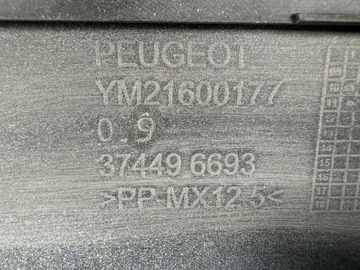 PEUGEOT
YM21600177
0 9
37449 6693
>PP-MX12.5<